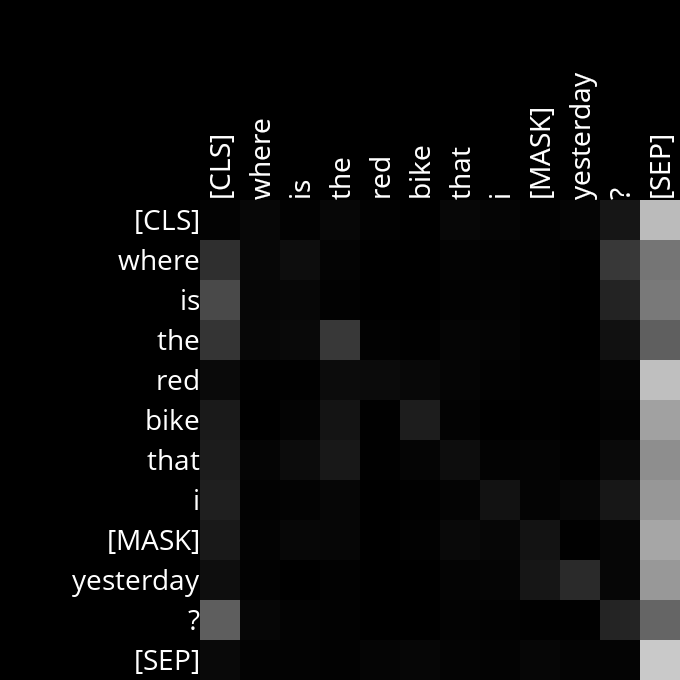 [CLS] where is the red bike that i [MASK] yesterday ? [SEP]
[CLS]
where
is
the
red
bike
that
i
[MASK]
yesterday
?
[SEP]